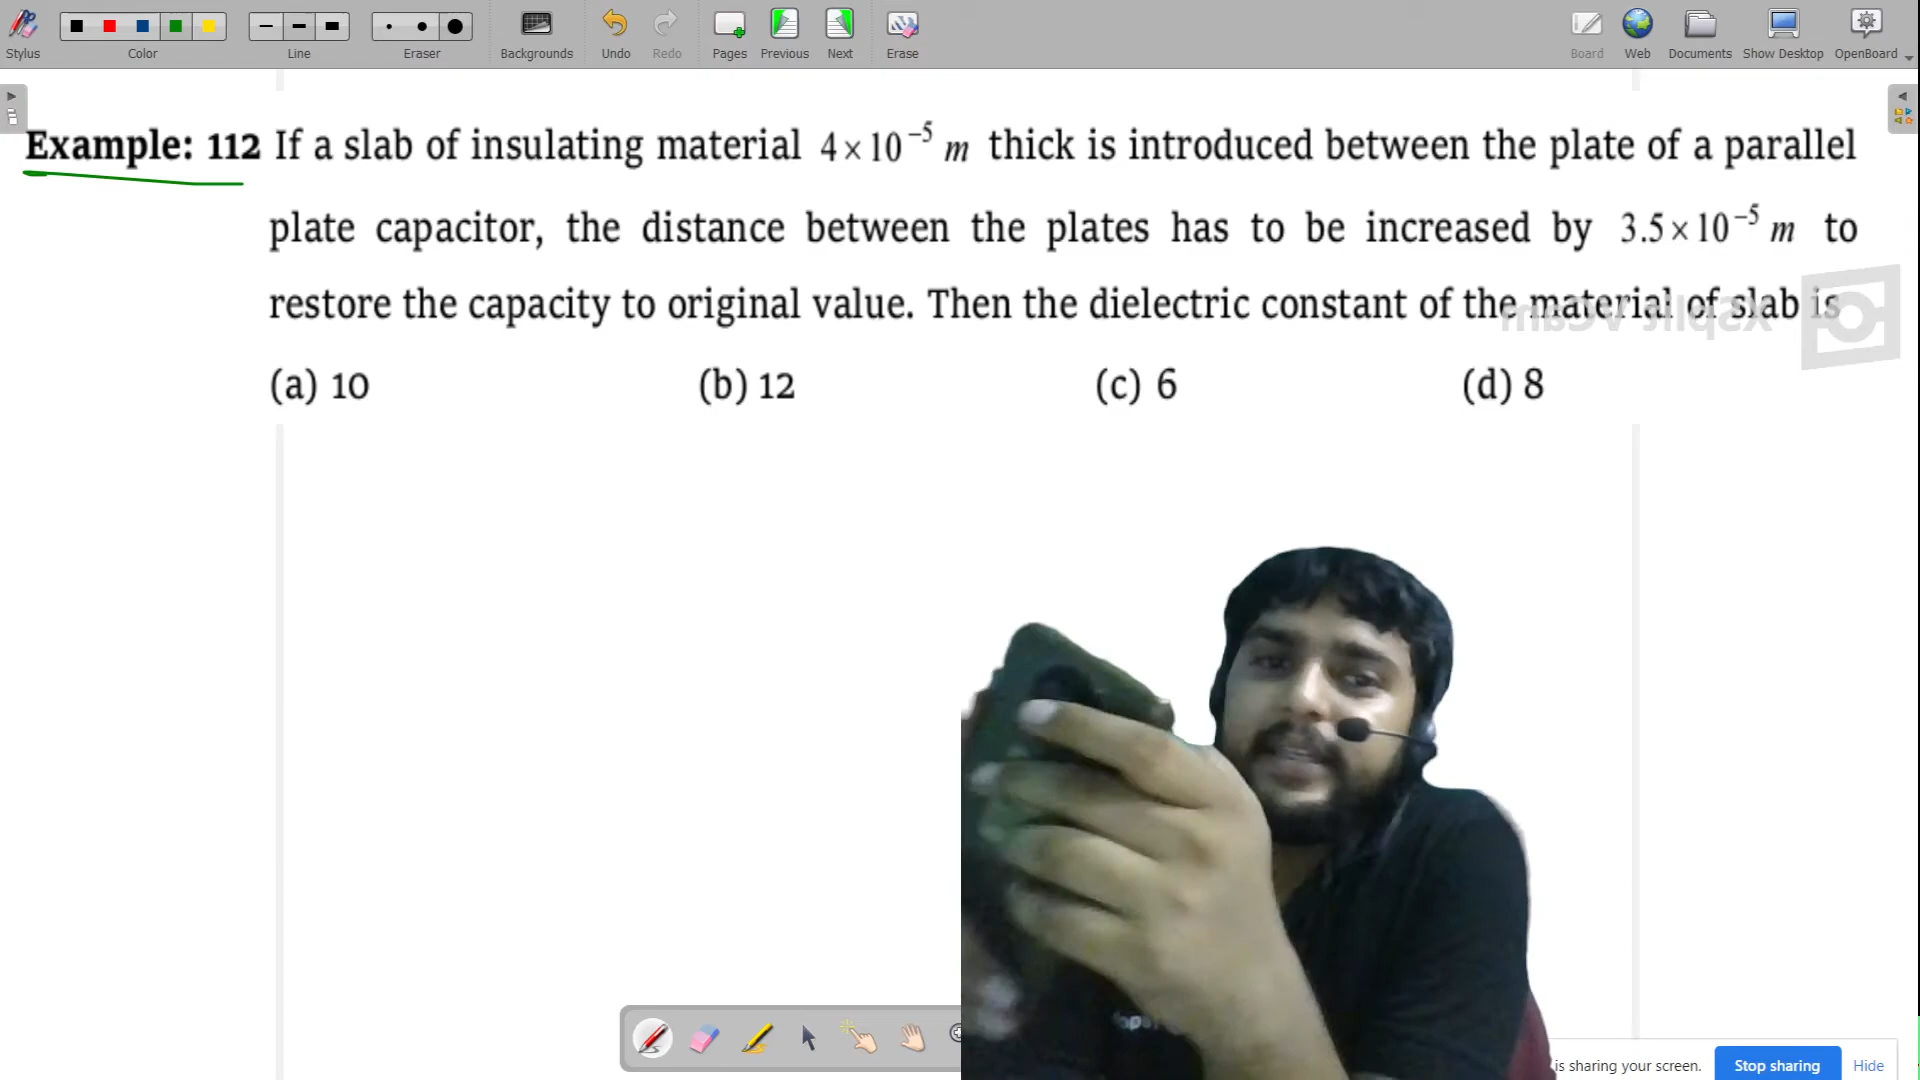 Stylus Color Line Eraser Backgrounds Undo Redo Pages Previous Next Erase Board Web Documents Show Desktop OpenBoard
Example: 112 If a slab of insulating material 4×10⁻⁵ m thick is introduced between the plate of a parallel
plate capacitor, the distance between the plates has to be increased by 3.5×10⁻⁵ m to
restore the capacity to original value. Then the dielectric constant of the material of slab is
XSplit VCam
(a) 10 (b) 12 (c) 6 (d) 8
is sharing your screen. Stop sharing Hide